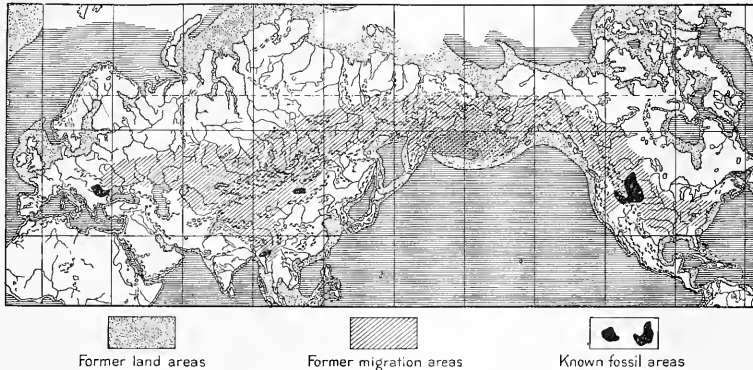 Former land areas
Former migration areas
Known fossil areas